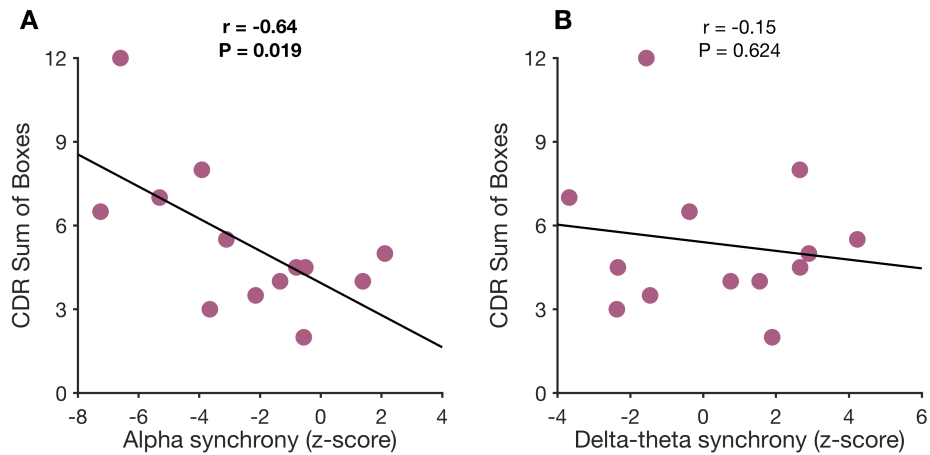 A
r = -0.64
P = 0.019
CDR Sum of Boxes
12
9
6
3
0
-8 -6 -4 -2 0 2 4
Alpha synchrony (z-score)
B
r = -0.15
P = 0.624
CDR Sum of Boxes
12
9
6
3
0
-4 -2 0 2 4 6
Delta-theta synchrony (z-score)